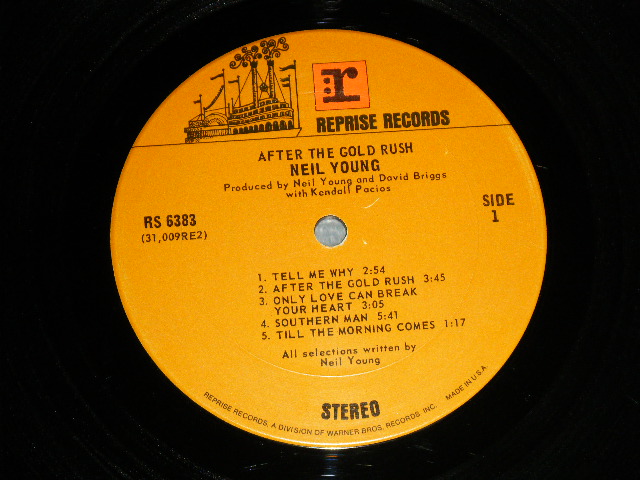 r
REPRISE RECORDS
AFTER THE GOLD RUSH
NEIL YOUNG
Produced by Neil Young and David Briggs
with Kendall Pacios
RS 6383
(31,009RE2)
SIDE
1
1. TELL ME WHY 2:54
2. AFTER THE GOLD RUSH 3:45
3. ONLY LOVE CAN BREAK
YOUR HEART 3:05
4. SOUTHERN MAN 5:41
5. TILL THE MORNING COMES 1:17
All selections written by
Neil Young
STEREO
REPRISE RECORDS, A DIVISION OF WARNER BROS. RECORDS, INC. MADE IN U.S.A.